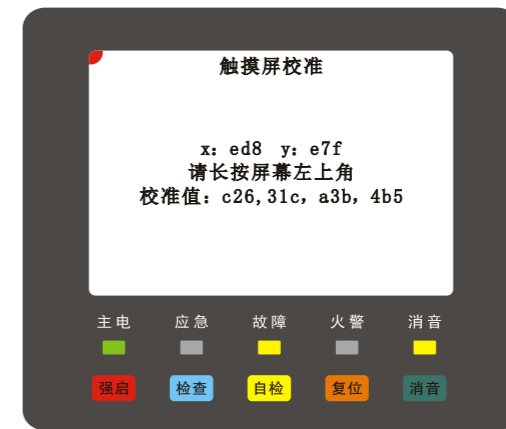 触摸屏校准
x: ed8 y: e7f
请长按屏幕左上角
校准值: c26,31c, a3b, 4b5
主电 应急 故障 火警 消音
强启 检查 自检 复位 消音